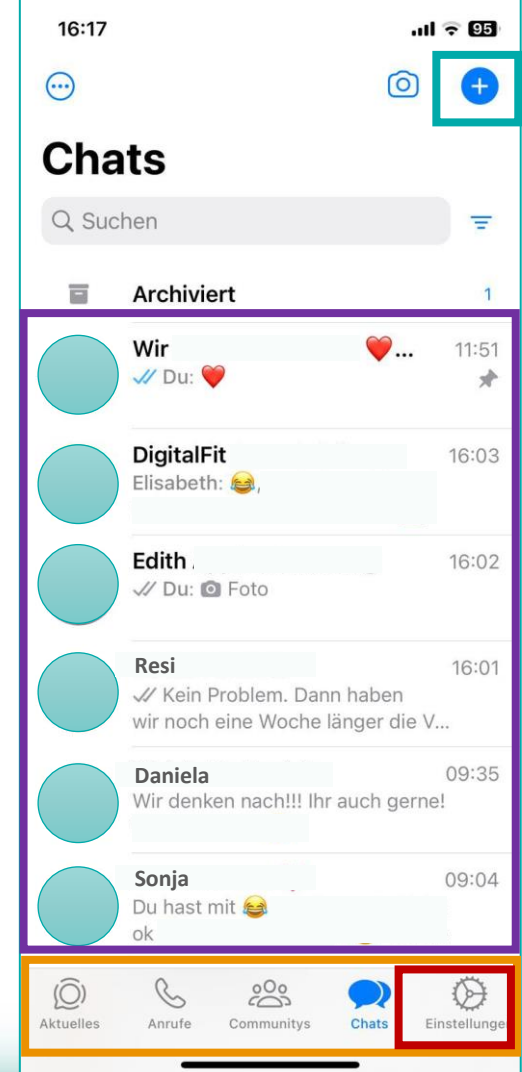 16:17 95
Chats
Suchen
Archiviert 1
Wir ❤️... 11:51
Du: ❤️
DigitalFit 16:03
Elisabeth: 😂,
Edith 16:02
Du: Foto
Resi 16:01
Kein Problem. Dann haben
wir noch eine Woche länger die V...
Daniela 09:35
Wir denken nach!!! Ihr auch gerne!
Sonja 09:04
Du hast mit 😂
ok
Aktuelles Anrufe Communitys Chats Einstellunge